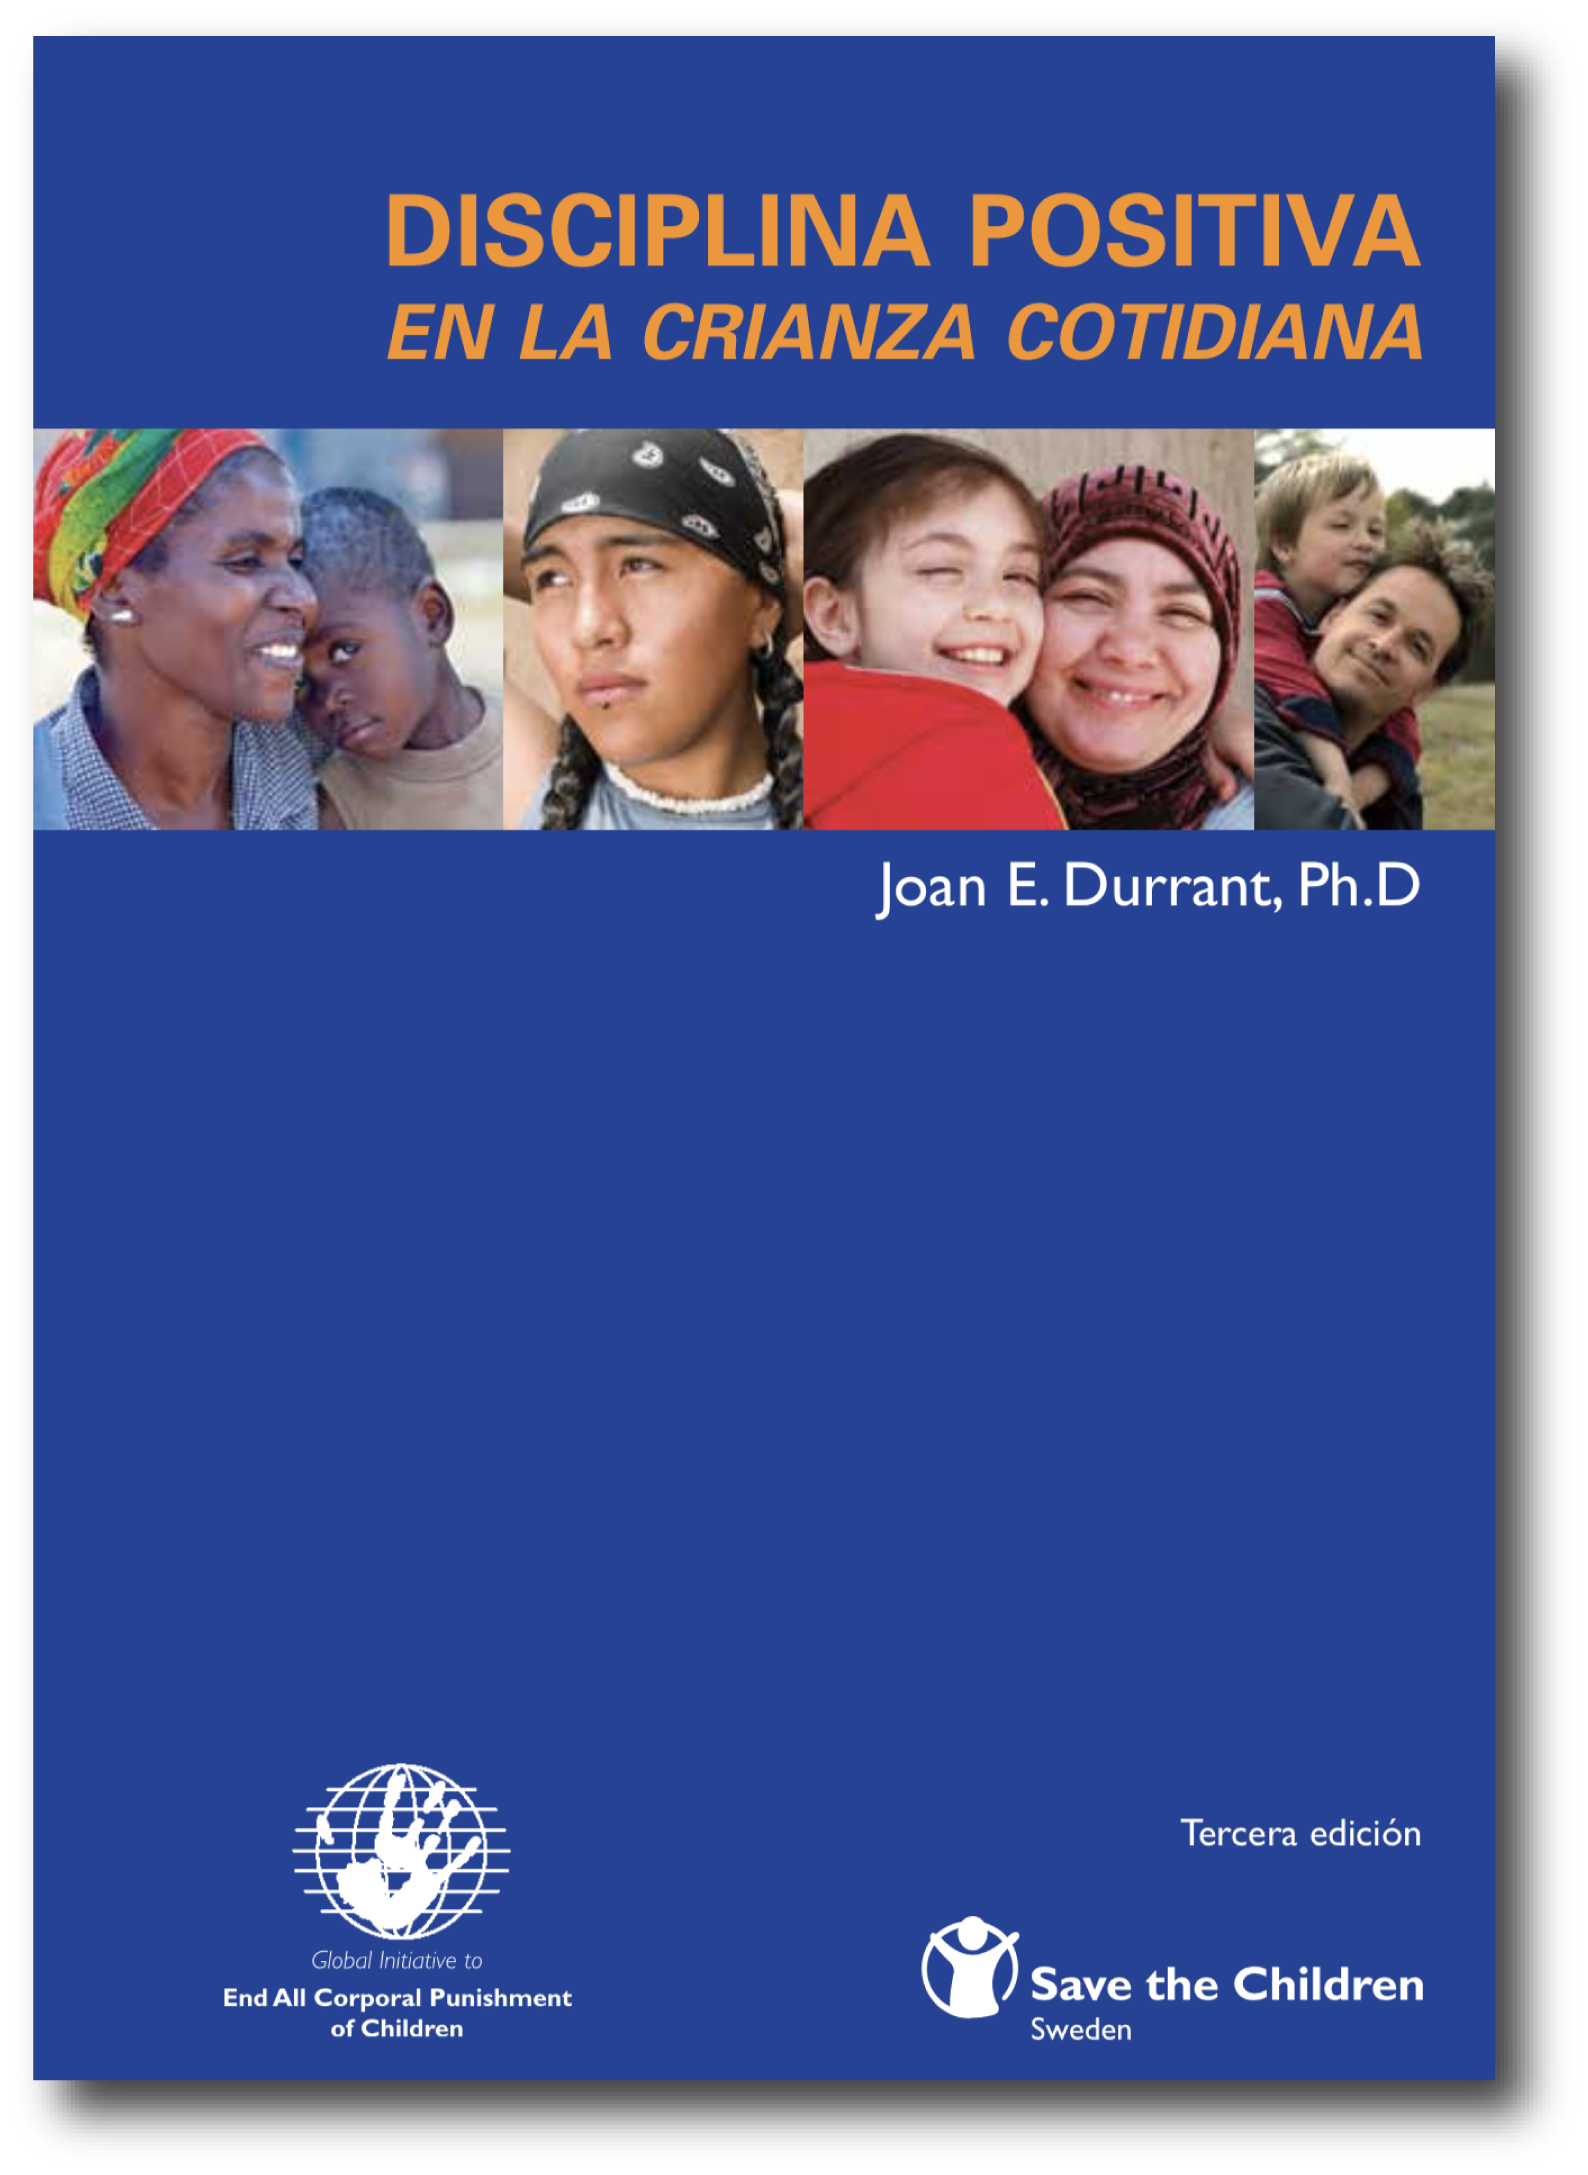 DISCIPLINA POSITIVA
EN LA CRIANZA COTIDIANA
Joan E. Durrant, Ph.D
Tercera edición
Global Initiative to
End All Corporal Punishment
of Children
Save the Children
Sweden